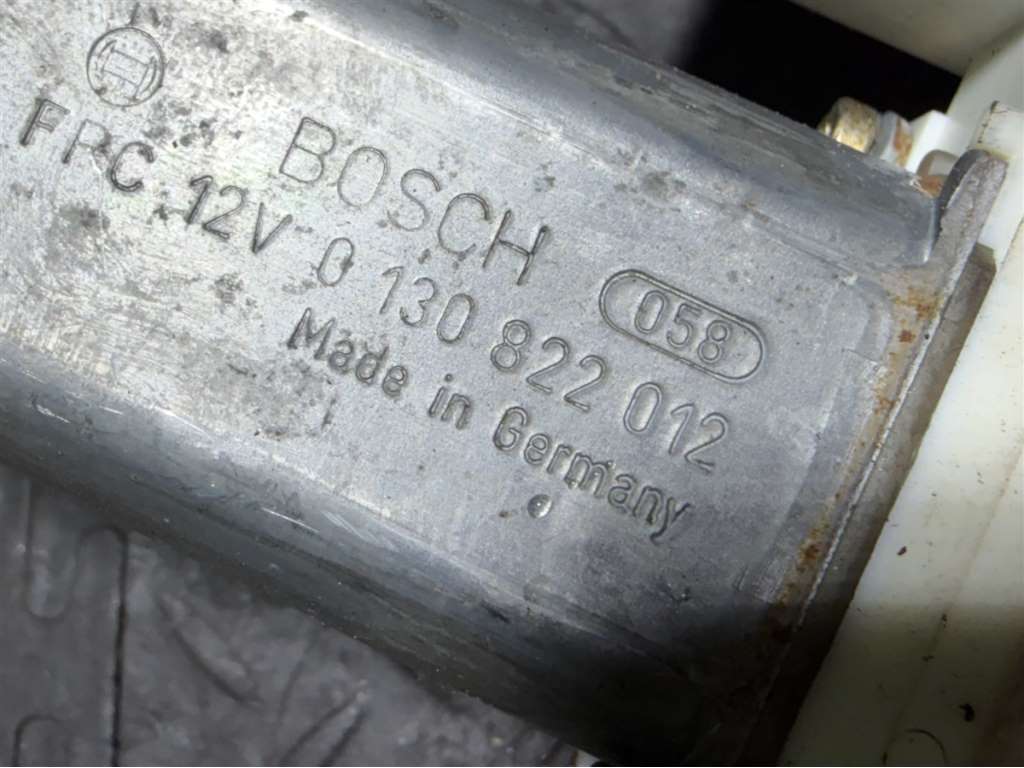 BOSCH
058
FPC 12V 0 130 822 012
Made in Germany